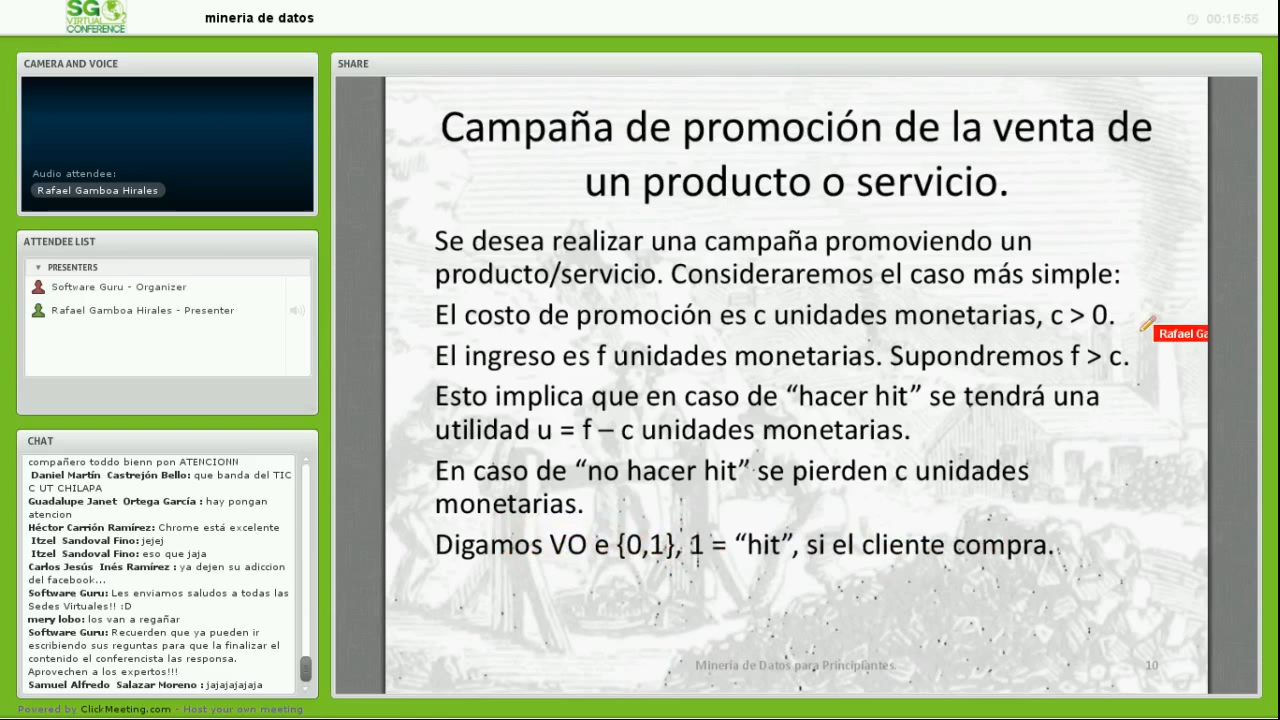 SG
VIRTUAL
CONFERENCE
mineria de datos
00:15:56
CAMERA AND VOICE
Audio attendee:
Rafael Gamboa Hirales
ATTENDEE LIST
PRESENTERS
Software Guru - Organizer
Rafael Gamboa Hirales - Presenter
CHAT
compañero toddo bienn pon ATENCIONN
Daniel Martín Castrejón Bello: que banda del TIC
C UT CHILAPA
Guadalupe Janet Ortega García : hay pongan
atencion
Héctor Carrión Ramírez: Chrome está excelente
Itzel Sandoval Fino: jejej
Itzel Sandoval Fino: eso que jaja
Carlos Jesús Inés Ramírez : ya dejen su adiccion
del facebook...
Software Guru: Les enviamos saludos a todas las
Sedes Virtuales!! :D
mery lobo: los van a regañar
Software Guru: Recuerden que ya pueden ir
escribiendo sus reguntas para que la finalizar el
contenido el conferencista las responsa.
Aprovechen a los expertos!!!
Samuel Alfredo Salazar Moreno : jajajajajaja
Powered by ClickMeeting.com - Host your own meeting
SHARE
Campaña de promoción de la venta de
un producto o servicio.
Se desea realizar una campaña promoviendo un
producto/servicio. Consideraremos el caso más simple:
El costo de promoción es c unidades monetarias, c > 0.
Rafael Ga
El ingreso es f unidades monetarias. Supondremos f > c.
Esto implica que en caso de “hacer hit” se tendrá una
utilidad u = f – c unidades monetarias.
En caso de “no hacer hit” se pierden c unidades
monetarias.
Digamos VO e {0,1}, 1 = “hit”, si el cliente compra.
Minería de Datos para Principiantes.
10